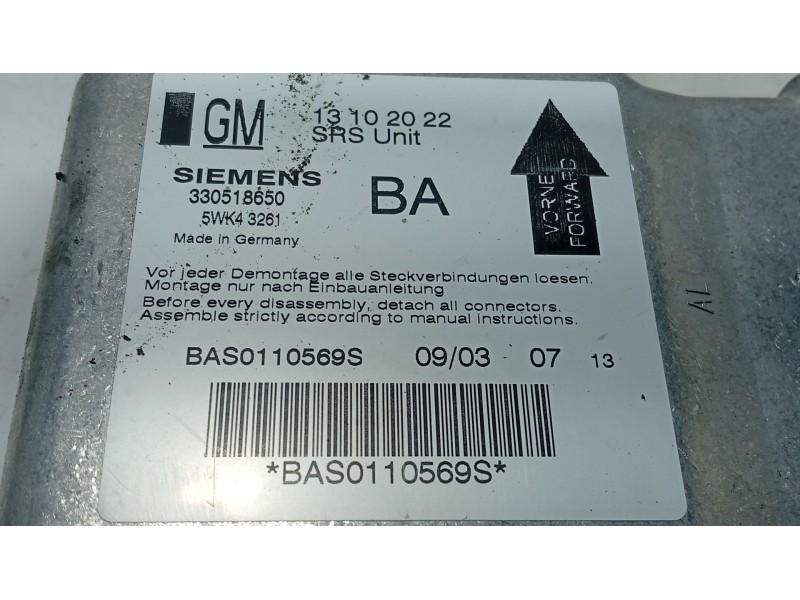 GM
13 10 20 22
SRS Unit
SIEMENS
330518650
5WK4 3261
Made in Germany
BA
VORNE
FORWARD
Vor jeder Demontage alle Steckverbindungen loesen.
Montage nur nach Einbauanleitung
Before every disassembly, detach all connectors.
Assemble strictly according to manual instructions.
BAS0110569S 09/03 07 13
*BAS0110569S*
AL